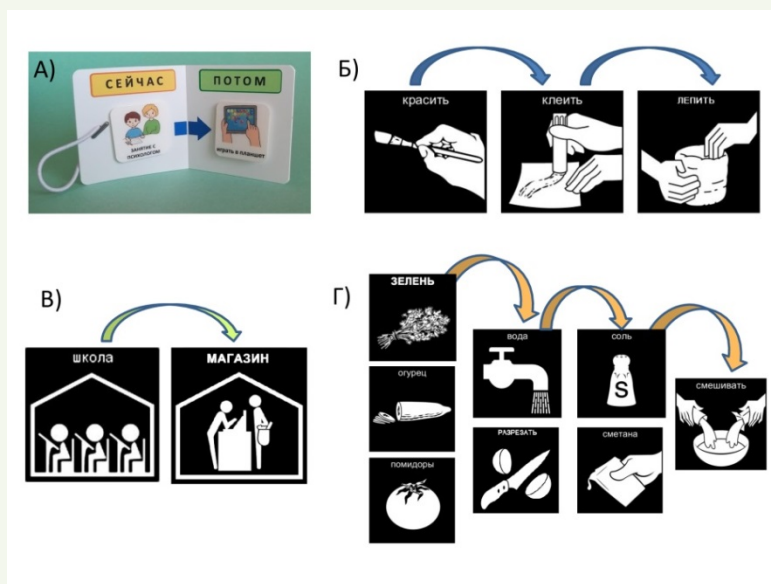 А)
СЕЙЧАС
ПОТОМ
ЗАНЯТИЕ С
ПСИХОЛОГОМ
ИГРАТЬ В ПЛАНШЕТ
Б)
красить
клеить
ЛЕПИТЬ
В)
школа
МАГАЗИН
Г)
ЗЕЛЕНЬ
огурец
помидоры
вода
РАЗРЕЗАТЬ
соль
S
сметана
смешивать